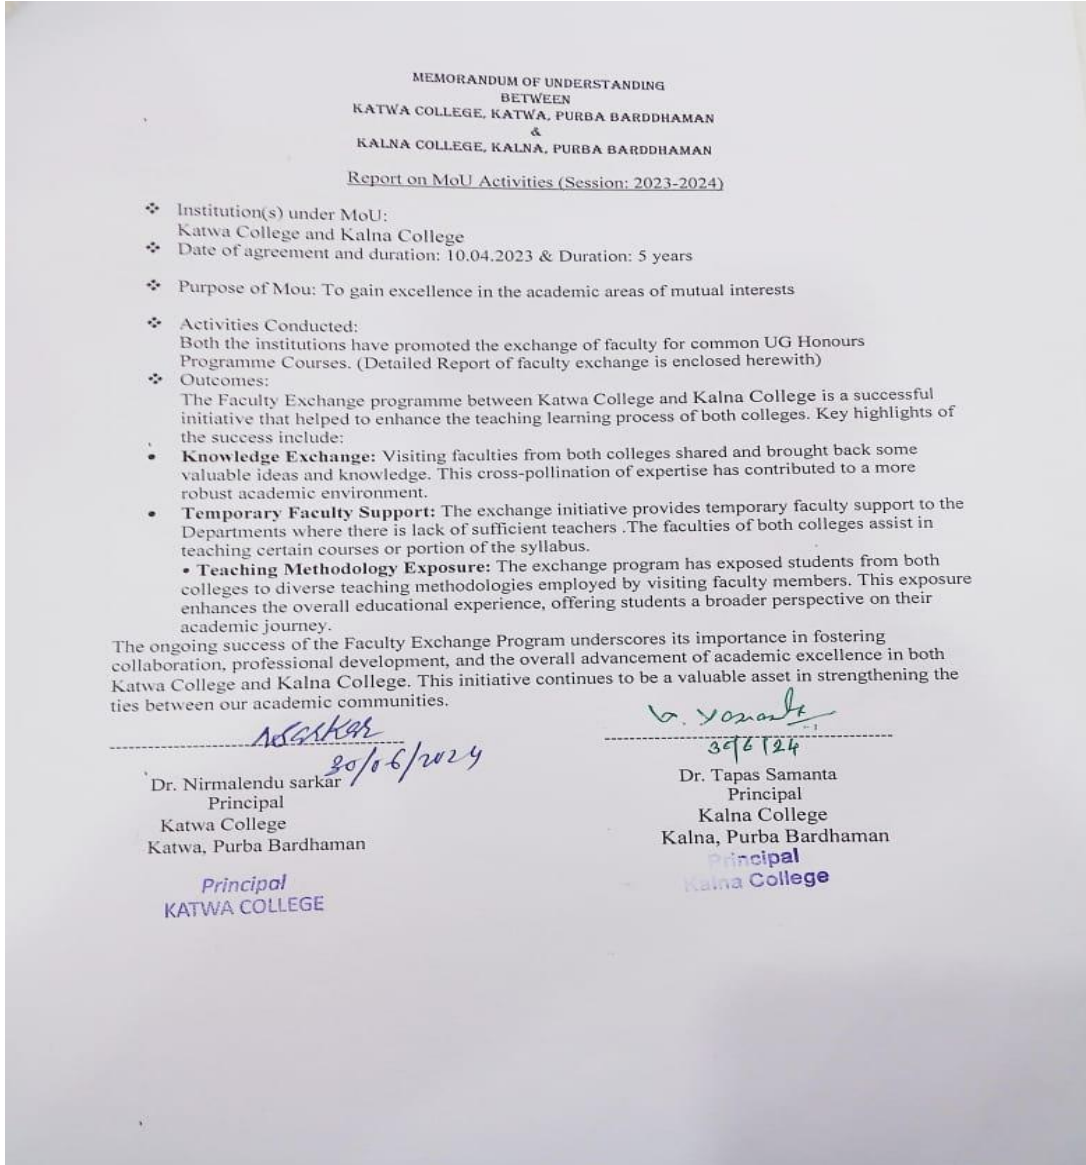 MEMORANDUM OF UNDERSTANDING
BETWEEN
KATWA COLLEGE, KATWA, PURBA BARDDHAMAN
&
KALNA COLLEGE, KALNA, PURBA BARDDHAMAN
Report on MoU Activities (Session: 2023-2024)
❖ Institution(s) under MoU:
Katwa College and Kalna College
❖ Date of agreement and duration: 10.04.2023 & Duration: 5 years
❖ Purpose of Mou: To gain excellence in the academic areas of mutual interests
❖ Activities Conducted:
Both the institutions have promoted the exchange of faculty for common UG Honours
Programme Courses. (Detailed Report of faculty exchange is enclosed herewith)
❖ Outcomes:
The Faculty Exchange programme between Katwa College and Kalna College is a successful
initiative that helped to enhance the teaching learning process of both colleges. Key highlights of
the success include:
• Knowledge Exchange: Visiting faculties from both colleges shared and brought back some
valuable ideas and knowledge. This cross-pollination of expertise has contributed to a more
robust academic environment.
• Temporary Faculty Support: The exchange initiative provides temporary faculty support to the
Departments where there is lack of sufficient teachers .The faculties of both colleges assist in
teaching certain courses or portion of the syllabus.
• Teaching Methodology Exposure: The exchange program has exposed students from both
colleges to diverse teaching methodologies employed by visiting faculty members. This exposure
enhances the overall educational experience, offering students a broader perspective on their
academic journey.
The ongoing success of the Faculty Exchange Program underscores its importance in fostering
collaboration, professional development, and the overall advancement of academic excellence in both
Katwa College and Kalna College. This initiative continues to be a valuable asset in strengthening the
ties between our academic communities.
NSarkar
30/06/2024
Dr. Nirmalendu sarkar
Principal
Katwa College
Katwa, Purba Bardhaman
Principal
KATWA COLLEGE
30/6/24
Dr. Tapas Samanta
Principal
Kalna College
Kalna, Purba Bardhaman
Principal
Kalna College